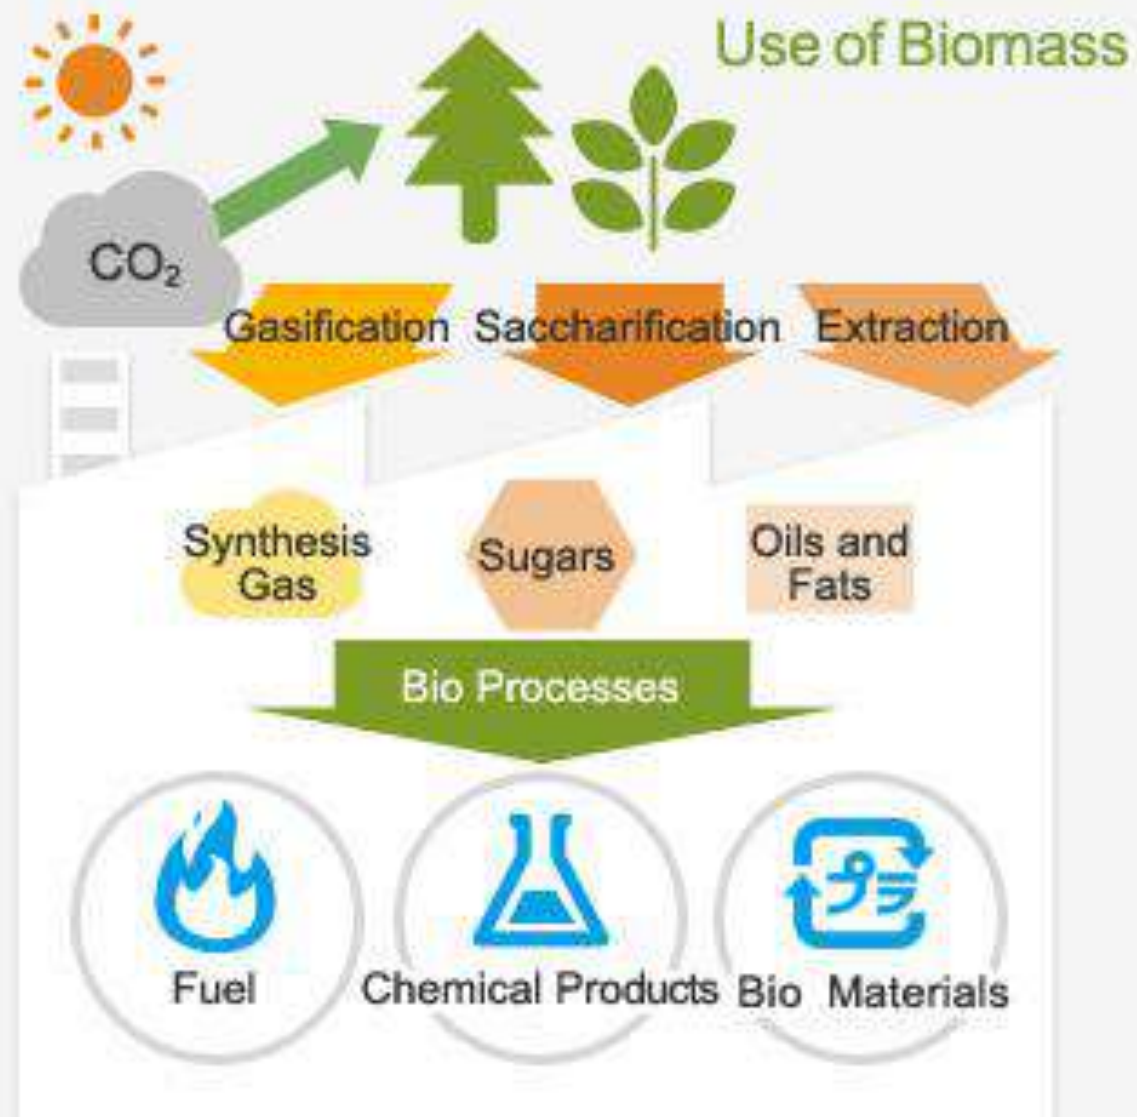 Use of Biomass
CO₂
Gasification
Saccharification
Extraction
Synthesis
Gas
Sugars
Oils and
Fats
Bio Processes
プラ
Fuel
Chemical Products
Bio Materials